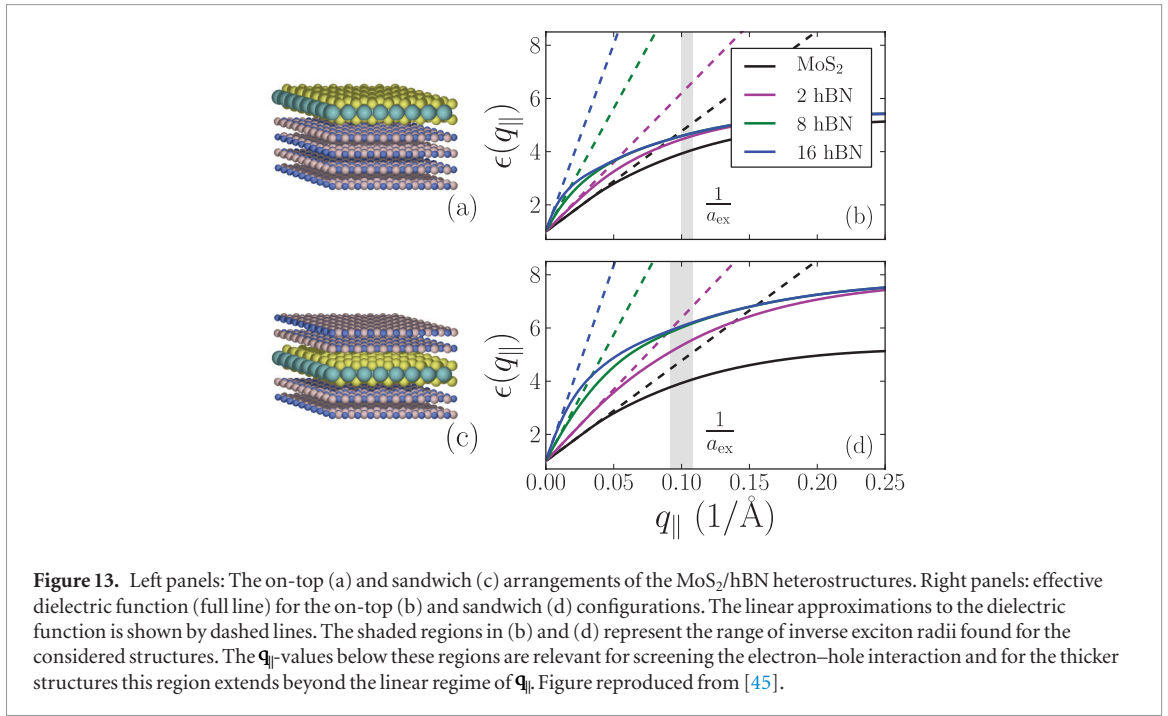 8
6
4
2
ϵ(q∥)
MoS₂
2 hBN
8 hBN
16 hBN
1
aex
(a)
(b)
8
6
4
2
ϵ(q∥)
1
aex
(c)
(d)
0.00 0.05 0.10 0.15 0.20 0.25
q∥ (1/Å)
Figure 13. Left panels: The on-top (a) and sandwich (c) arrangements of the MoS₂/hBN heterostructures. Right panels: effective
dielectric function (full line) for the on-top (b) and sandwich (d) configurations. The linear approximations to the dielectric
function is shown by dashed lines. The shaded regions in (b) and (d) represent the range of inverse exciton radii found for the
considered structures. The q∥-values below these regions are relevant for screening the electron–hole interaction and for the thicker
structures this region extends beyond the linear regime of q∥. Figure reproduced from [45].